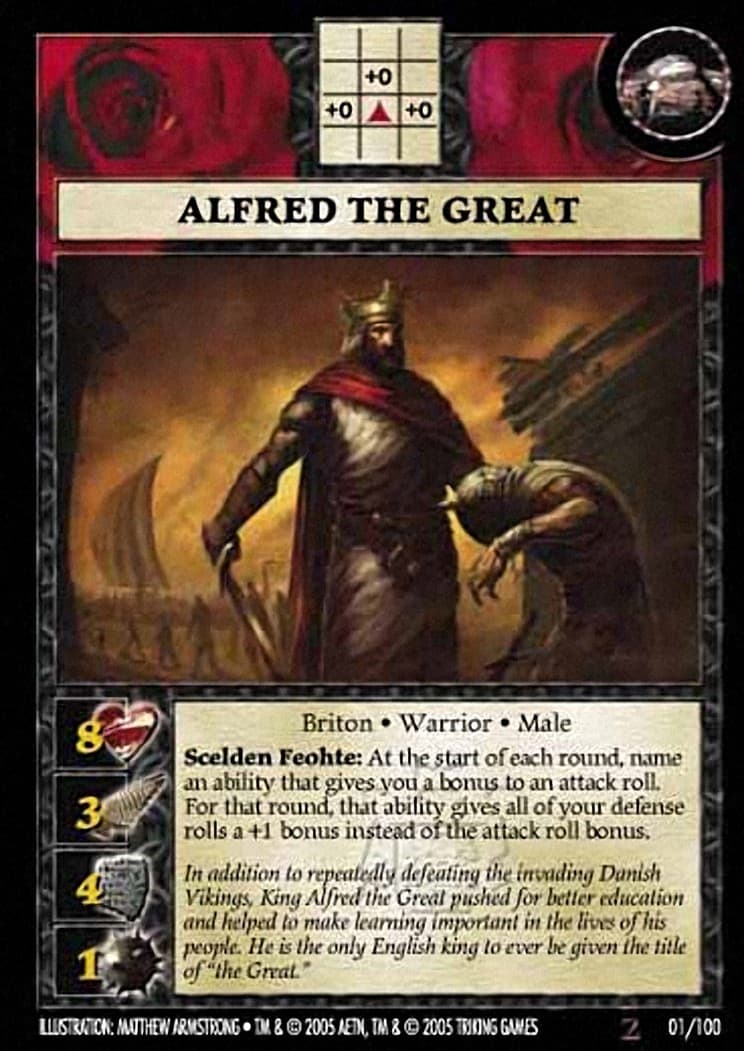 +0
+0 +0
ALFRED THE GREAT
8
Briton • Warrior • Male
3
Scelden Feohte: At the start of each round, name
an ability that gives you a bonus to an attack roll.
For that round, that ability gives all of your defense
rolls a +1 bonus instead of the attack roll bonus.
4
In addition to repeatedly defeating the invading Danish
Vikings, King Alfred the Great pushed for better education
and helped to make learning important in the lives of his
people. He is the only English king to ever be given the title
of "the Great."
1
ILLUSTRATION: MATTHEW ARMSTRONG • TM & © 2005 AETN, TM & © 2005 TRIKING GAMES
2 01/100